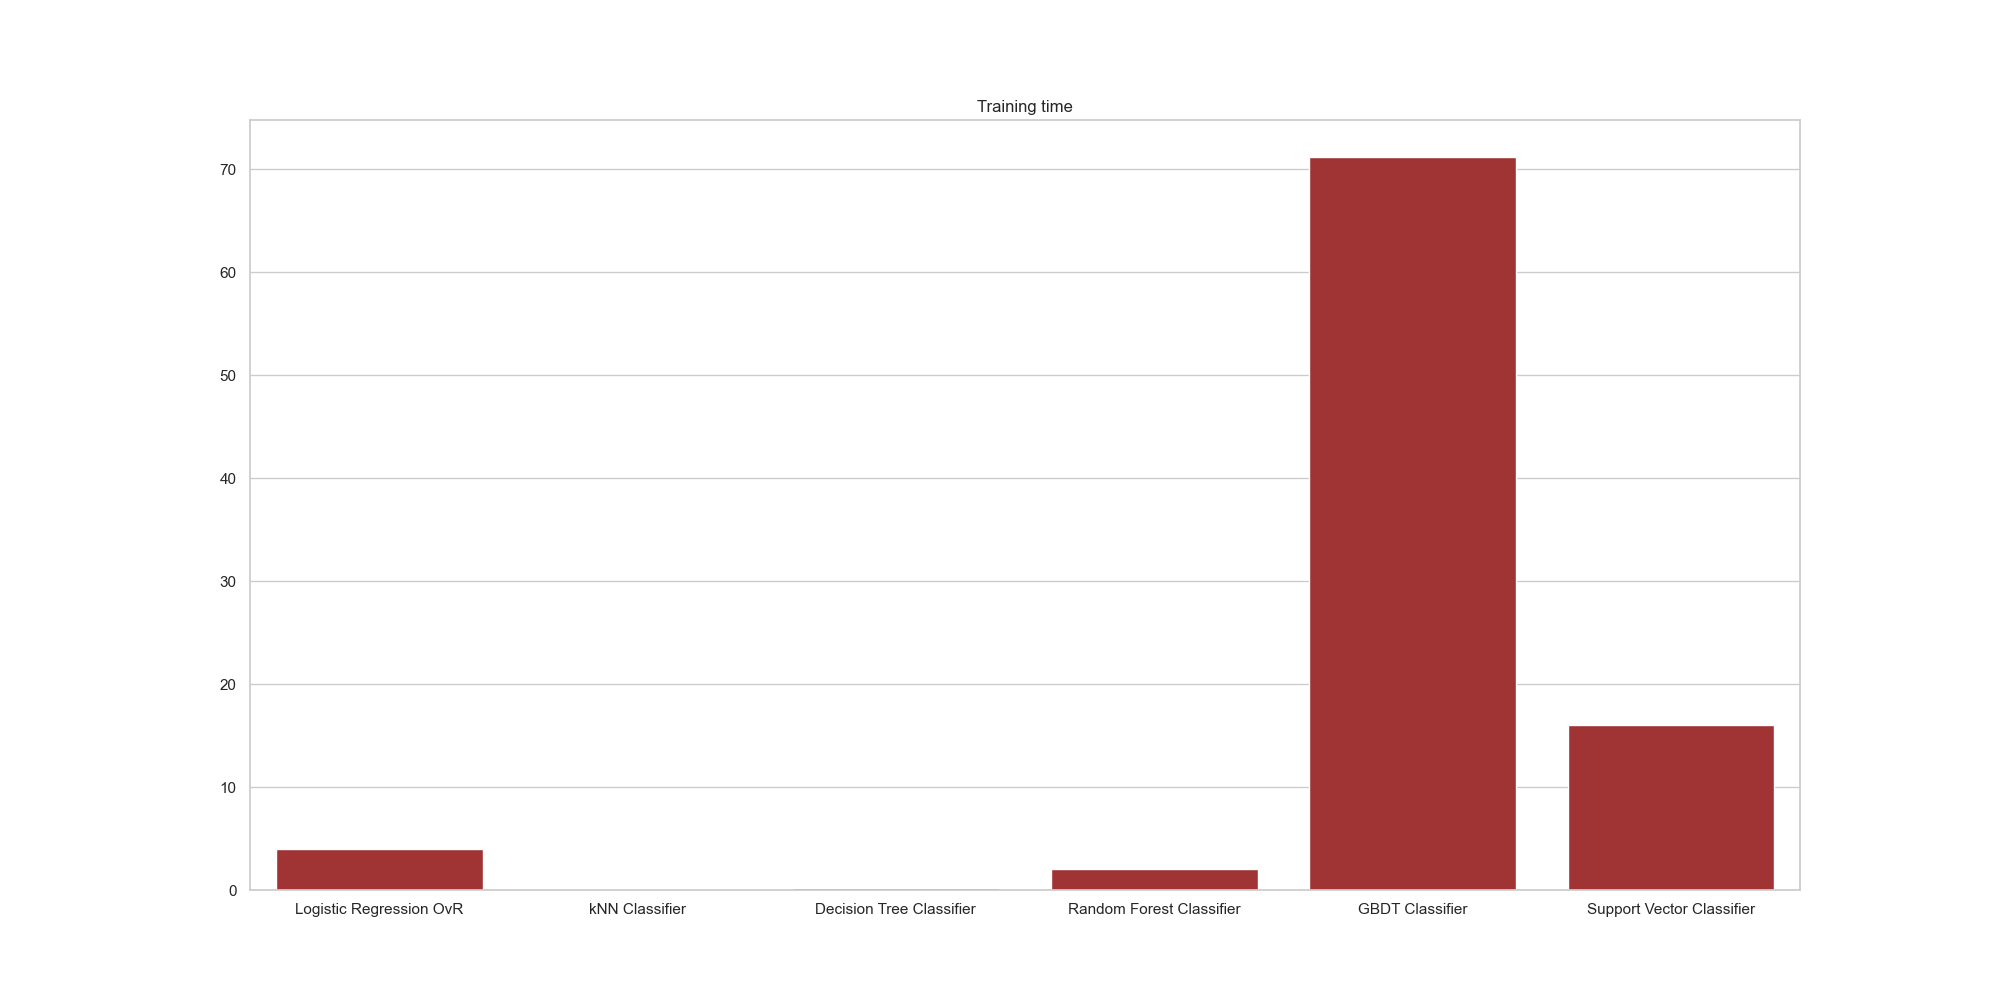 Training time
70
60
50
40
30
20
10
0
Logistic Regression OvR
kNN Classifier
Decision Tree Classifier
Random Forest Classifier
GBDT Classifier
Support Vector Classifier